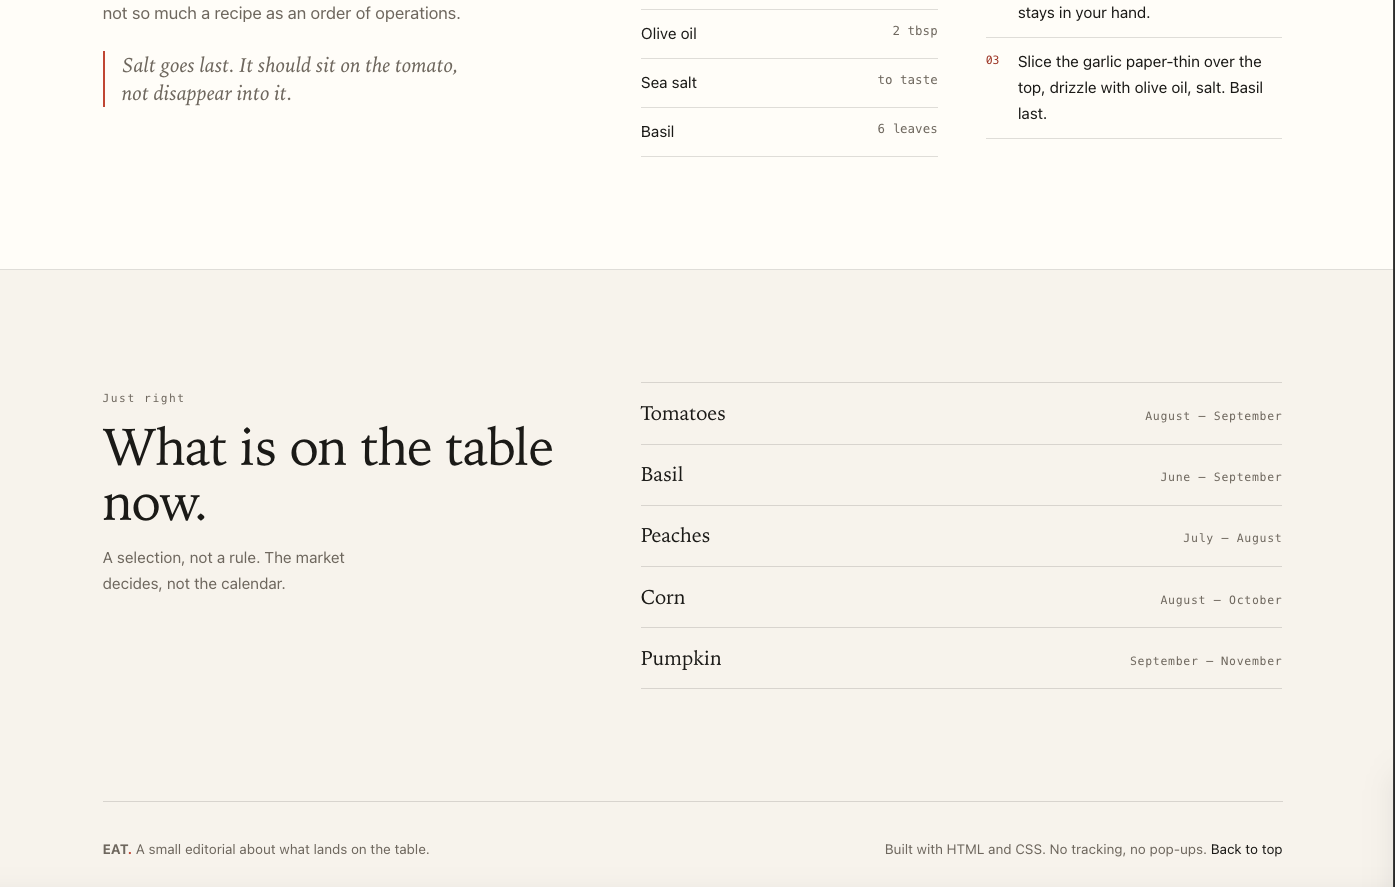 not so much a recipe as an order of operations.
Salt goes last. It should sit on the tomato,
not disappear into it.
Olive oil 2 tbsp
Sea salt to taste
Basil 6 leaves
stays in your hand.
03 Slice the garlic paper-thin over the
top, drizzle with olive oil, salt. Basil
last.
Just right
What is on the table
now.
A selection, not a rule. The market
decides, not the calendar.
Tomatoes August — September
Basil June — September
Peaches July — August
Corn August — October
Pumpkin September — November
EAT. A small editorial about what lands on the table.
Built with HTML and CSS. No tracking, no pop-ups. Back to top